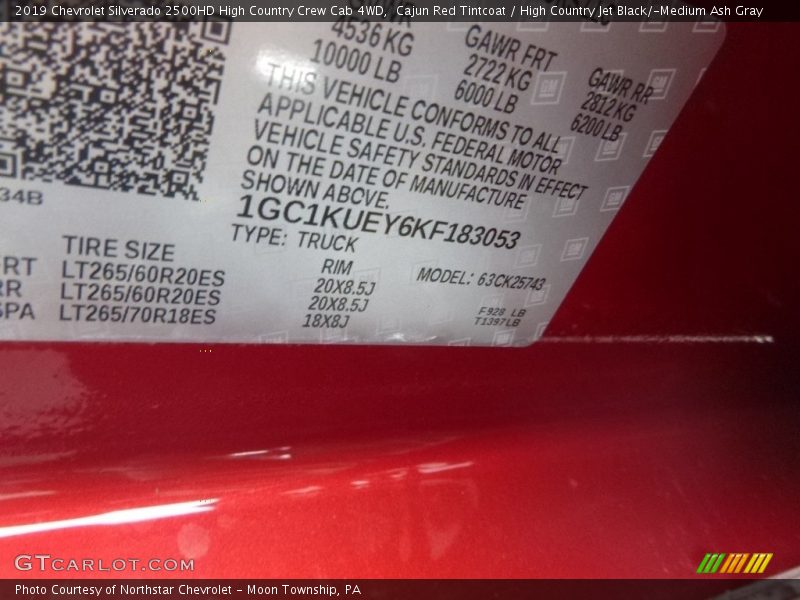 2019 Chevrolet Silverado 2500HD High Country Crew Cab 4WD, Cajun Red Tintcoat / High Country Jet Black/­Medium Ash Gray
4536 KG
10000 LB
GAWR FRT
2722 KG
6000 LB
GAWR RR
2812 KG
6200 LB
THIS VEHICLE CONFORMS TO ALL
APPLICABLE U.S. FEDERAL MOTOR
VEHICLE SAFETY STANDARDS IN EFFECT
ON THE DATE OF MANUFACTURE
SHOWN ABOVE.
34B
1GC1KUEY6KF183053
TYPE: TRUCK
TIRE SIZE
RIM
MODEL: 63CK25743
RT LT265/60R20ES 20X8.5J
RR LT265/60R20ES 20X8.5J
SPA LT265/70R18ES 18X8J
F928 LB
T1397LB
GM
GTCARLOT.COM
Photo Courtesy of Northstar Chevrolet - Moon Township, PA